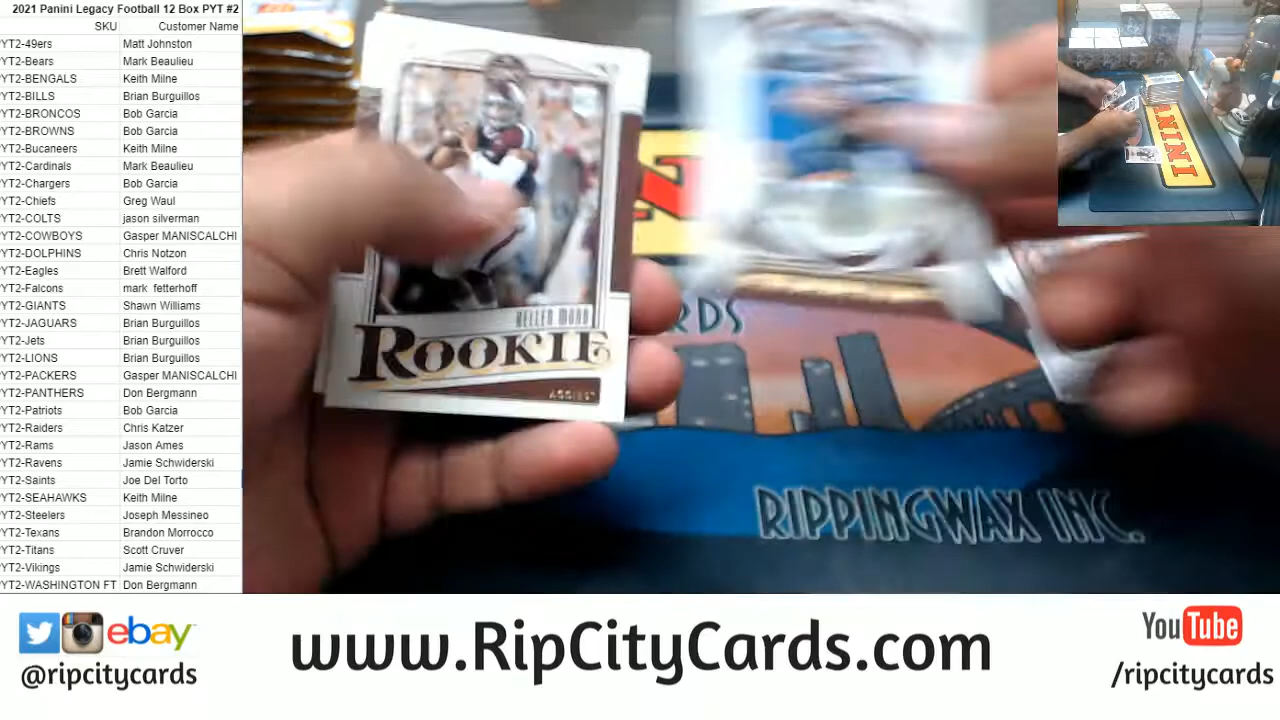 2021 Panini Legacy Football 12 Box PYT #2
SKU Customer Name
YT2-49ers Matt Johnston
YT2-Bears Mark Beaulieu
YT2-BENGALS Keith Milne
YT2-BILLS Brian Burguillos
YT2-BRONCOS Bob Garcia
YT2-BROWNS Bob Garcia
YT2-Bucaneers Keith Milne
YT2-Cardinals Mark Beaulieu
YT2-Chargers Bob Garcia
YT2-Chiefs Greg Waul
YT2-COLTS jason silverman
YT2-COWBOYS Gasper MANISCALCHI
YT2-DOLPHINS Chris Notzon
YT2-Eagles Brett Walford
YT2-Falcons mark fetterhoff
YT2-GIANTS Shawn Williams
YT2-JAGUARS Brian Burguillos
YT2-Jets Brian Burguillos
YT2-LIONS Brian Burguillos
YT2-PACKERS Gasper MANISCALCHI
YT2-PANTHERS Don Bergmann
YT2-Patriots Bob Garcia
YT2-Raiders Chris Katzer
YT2-Rams Jason Ames
YT2-Ravens Jamie Schwiderski
YT2-Saints Joe Del Torto
YT2-SEAHAWKS Keith Milne
YT2-Steelers Joseph Messineo
YT2-Texans Brandon Morrocco
YT2-Titans Scott Cruver
YT2-Vikings Jamie Schwiderski
YT2-WASHINGTON FT Don Bergmann
KELLEN MOND
ROOKIE
AGGIES
RDS
RIPPINGWAX INC.
PANINI
ebay
@ripcitycards
www.RipCityCards.com
YouTube
/ripcitycards